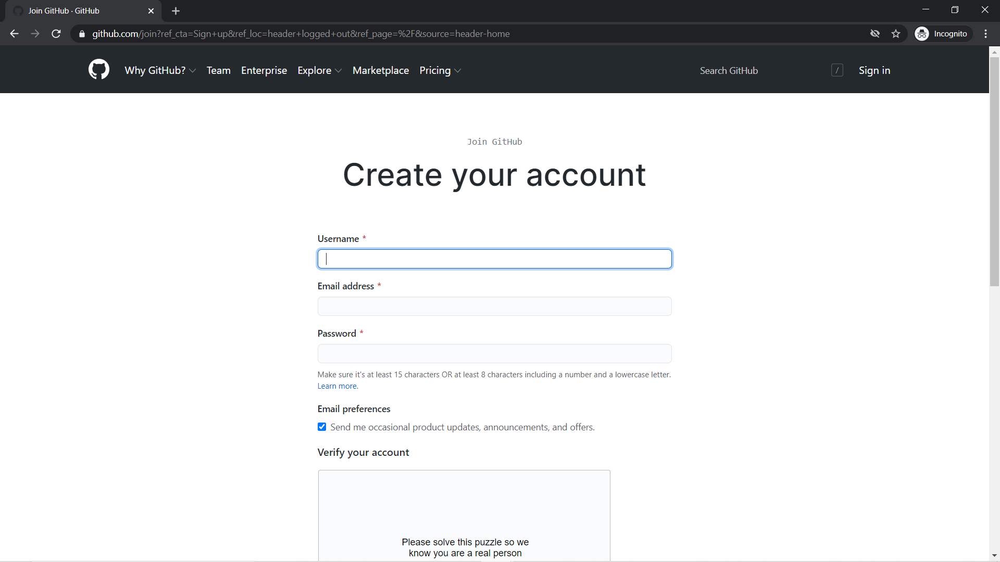 Join GitHub · GitHub
github.com/join?ref_cta=Sign+up&ref_loc=header+logged+out&ref_page=%2F&source=header-home
Incognito
Why GitHub? Team Enterprise Explore Marketplace Pricing Search GitHub / Sign in
Join GitHub
Create your account
Username *
Email address *
Password *
Make sure it's at least 15 characters OR at least 8 characters including a number and a lowercase letter.
Learn more.
Email preferences
Send me occasional product updates, announcements, and offers.
Verify your account
Please solve this puzzle so we
know you are a real person